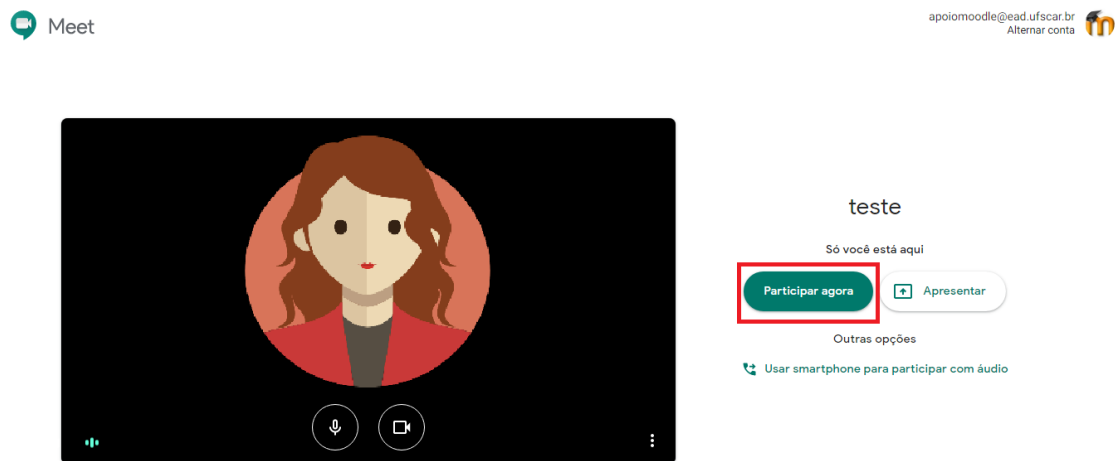 Meet
apoiomoodle@ead.ufscar.br
Alternar conta
teste
Só você está aqui
Participar agora
Apresentar
Outras opções
Usar smartphone para participar com áudio